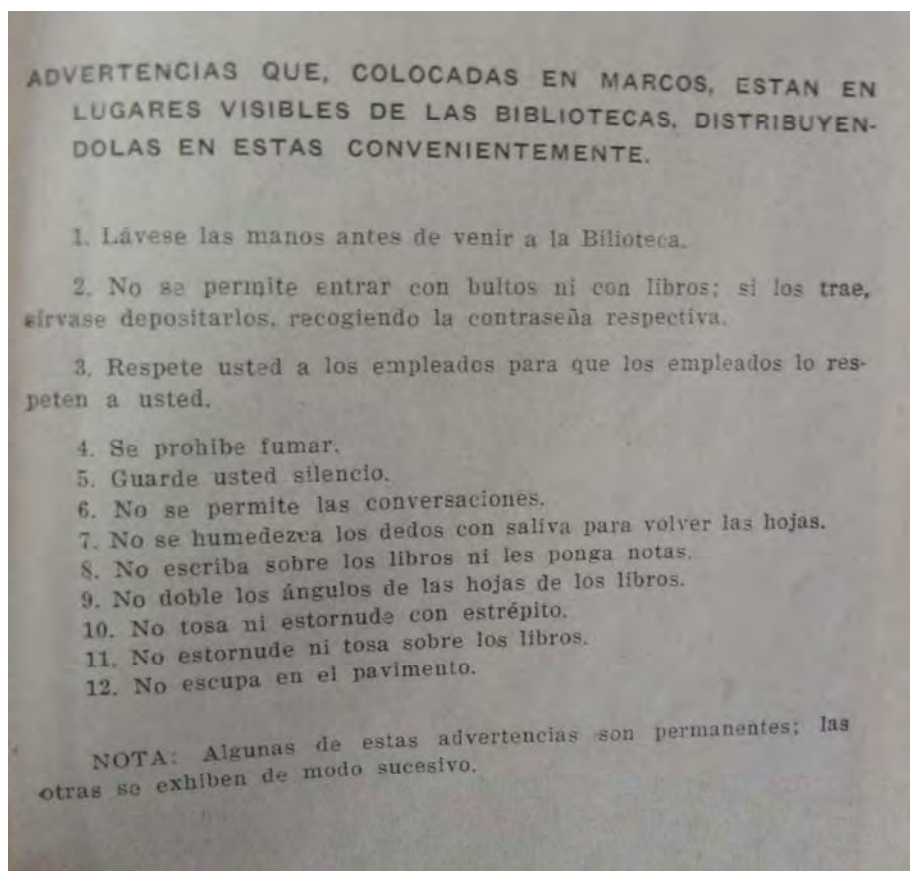 ADVERTENCIAS QUE, COLOCADAS EN MARCOS, ESTAN EN
LUGARES VISIBLES DE LAS BIBLIOTECAS, DISTRIBUYEN-
DOLAS EN ESTAS CONVENIENTEMENTE.
1. Lávese las manos antes de venir a la Bilioteca.
2. No se permite entrar con bultos ni con libros; si los trae,
sírvase depositarlos, recogiendo la contraseña respectiva.
3. Respete usted a los empleados para que los empleados lo res-
peten a usted.
4. Se prohibe fumar.
5. Guarde usted silencio.
6. No se permite las conversaciones.
7. No se humedezca los dedos con saliva para volver las hojas.
8. No escriba sobre los libros ni les ponga notas.
9. No doble los ángulos de las hojas de los libros.
10. No tosa ni estornude con estrépito.
11. No estornude ni tosa sobre los libros.
12. No escupa en el pavimento.
NOTA: Algunas de estas advertencias son permanentes; las
otras se exhiben de modo sucesivo.